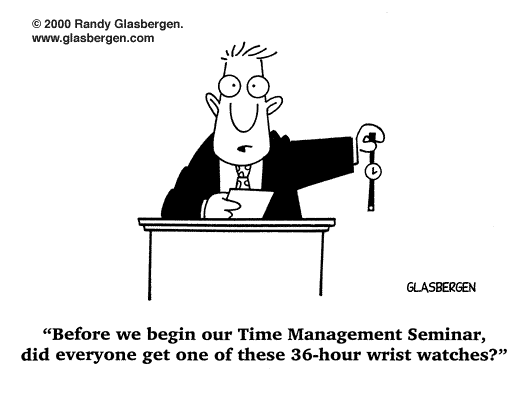 © 2000 Randy Glasbergen.
www.glasbergen.com
GLASBERGEN
“Before we begin our Time Management Seminar,
did everyone get one of these 36-hour wrist watches?”